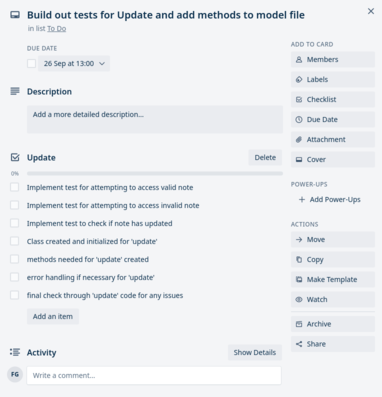 Build out tests for Update and add methods to model file
in list To Do
DUE DATE
26 Sep at 13:00
Description
Add a more detailed description...
Update
Delete
0%
Implement test for attempting to access valid note
Implement test for attempting to access invalid note
Implement test to check if note has updated
Class created and initialized for 'update'
methods needed for 'update' created
error handling if necessary for 'update'
final check through 'update' code for any issues
Add an item
Activity
Show Details
FG
Write a comment...
ADD TO CARD
Members
Labels
Checklist
Due Date
Attachment
Cover
POWER-UPS
Add Power-Ups
ACTIONS
Move
Copy
Make Template
Watch
Archive
Share